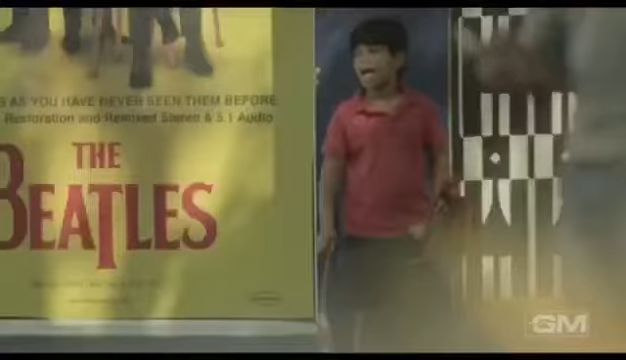 S AS YOU HAVE NEVER SEEN THEM BEFORE
Restoration and Remixed Stereo & 5.1 Audio
THE
BEATLES
GM